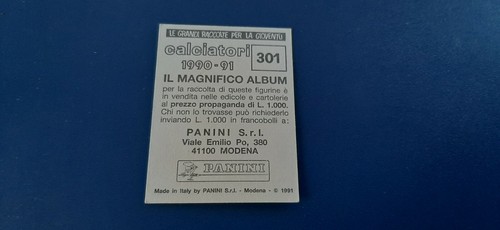 LE GRANDI RACCOLTE PER LA GIOVENTÙ
calciatori
1990-91
301
IL MAGNIFICO ALBUM
per la raccolta di queste figurine è
in vendita nelle edicole e cartolerie
al prezzo propaganda di L. 1.000.
Chi non lo trovasse può richiederlo
inviando L. 1.000 in francobolli a:
PANINI S.r.l.
Viale Emilio Po, 380
41100 MODENA
PANINI
Made in Italy by PANINI S.r.l. - Modena - © 1991